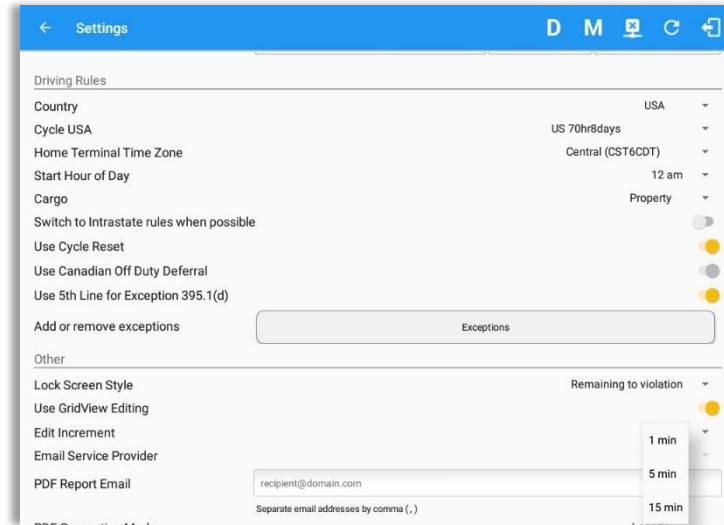 Settings D M
Driving Rules
Country USA
Cycle USA US 70hr8days
Home Terminal Time Zone Central (CST6CDT)
Start Hour of Day 12 am
Cargo Property
Switch to Intrastate rules when possible
Use Cycle Reset
Use Canadian Off Duty Deferral
Use 5th Line for Exception 395.1(d)
Add or remove exceptions Exceptions
Other
Lock Screen Style Remaining to violation
Use GridView Editing
Edit Increment
1 min
Email Service Provider
5 min
PDF Report Email recipient@domain.com
Separate email addresses by comma (,) 15 min